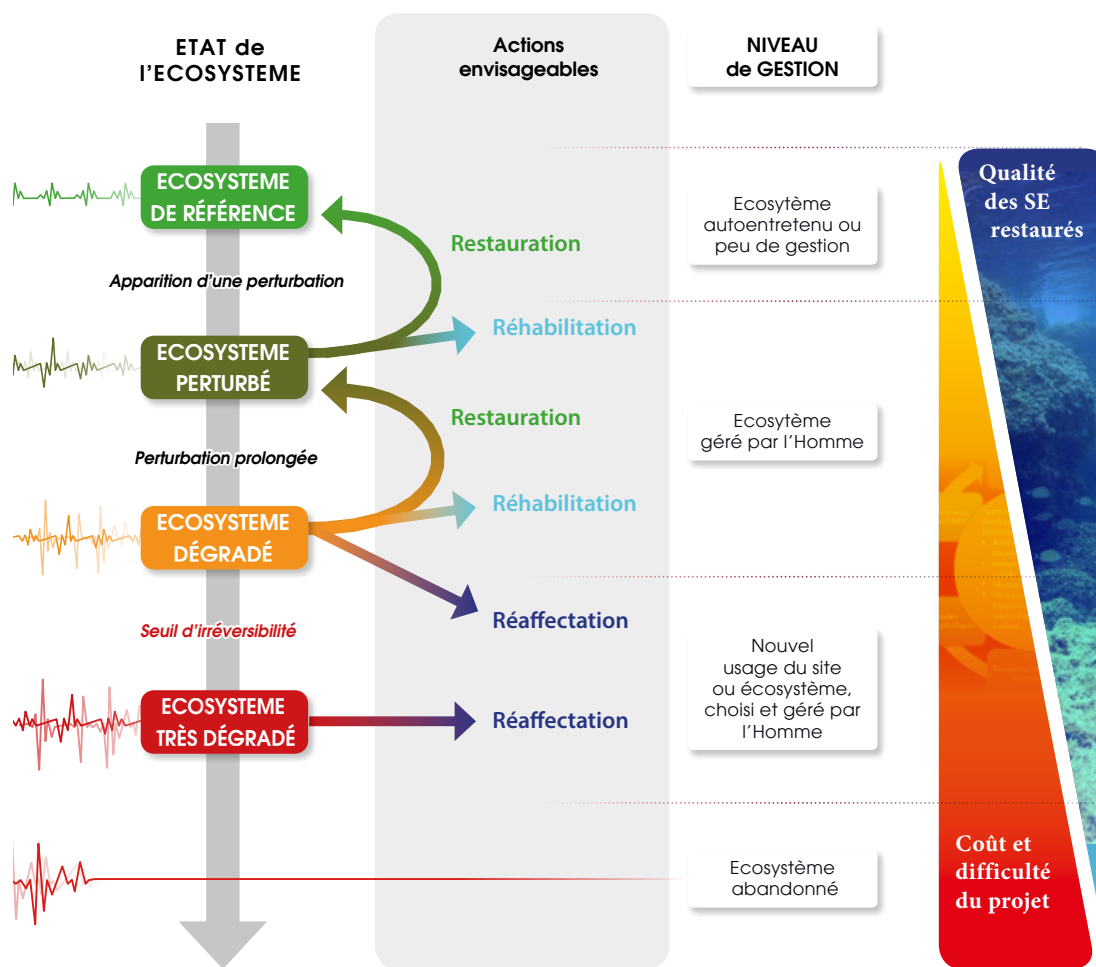 ETAT de
l'ECOSYSTEME
Actions
envisageables
NIVEAU
de GESTION
ECOSYSTEME
DE RÉFÉRENCE
Restauration
Ecosytème
autoentretenu ou
peu de gestion
Qualité
des SE
restaurés
Apparition d'une perturbation
Réhabilitation
ECOSYSTEME
PERTURBÉ
Restauration
Ecosytème
géré par l'Homme
Perturbation prolongée
Réhabilitation
ECOSYSTEME
DÉGRADÉ
Réaffectation
Seuil d'irréversibilité
Nouvel
usage du site
ou écosystème,
choisi et géré par
l'Homme
ECOSYSTEME
TRÈS DÉGRADÉ
Réaffectation
Ecosystème
abandonné
Coût et
difficulté
du projet